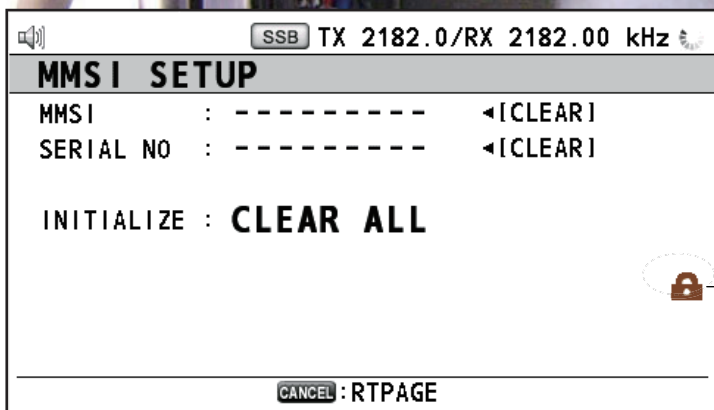 SSB TX 2182.0/RX 2182.00 kHz
MMSI SETUP
MMSI : --------- ◄[CLEAR]
SERIAL NO : --------- ◄[CLEAR]
INITIALIZE : CLEAR ALL
CANCEL : RTPAGE